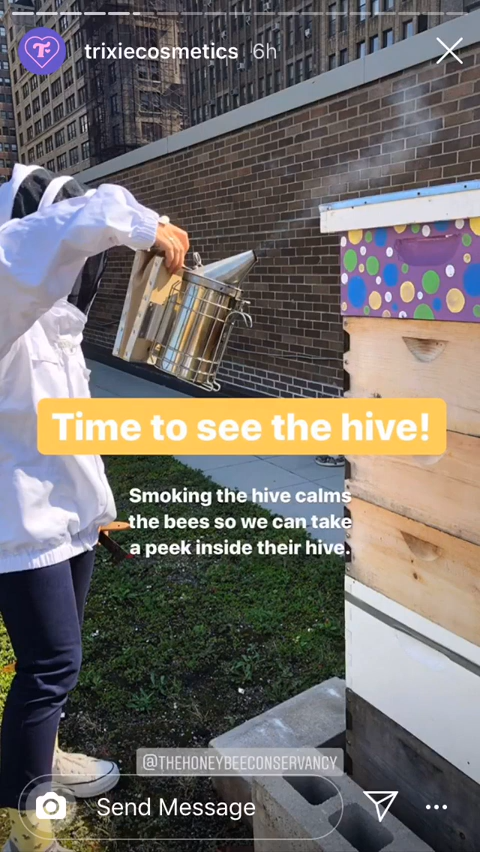 T
trixiecosmetics 6h
Time to see the hive!
Smoking the hive calms
the bees so we can take
a peek inside their hive.
@THEHONEYBEECONSERVANCY
Send Message